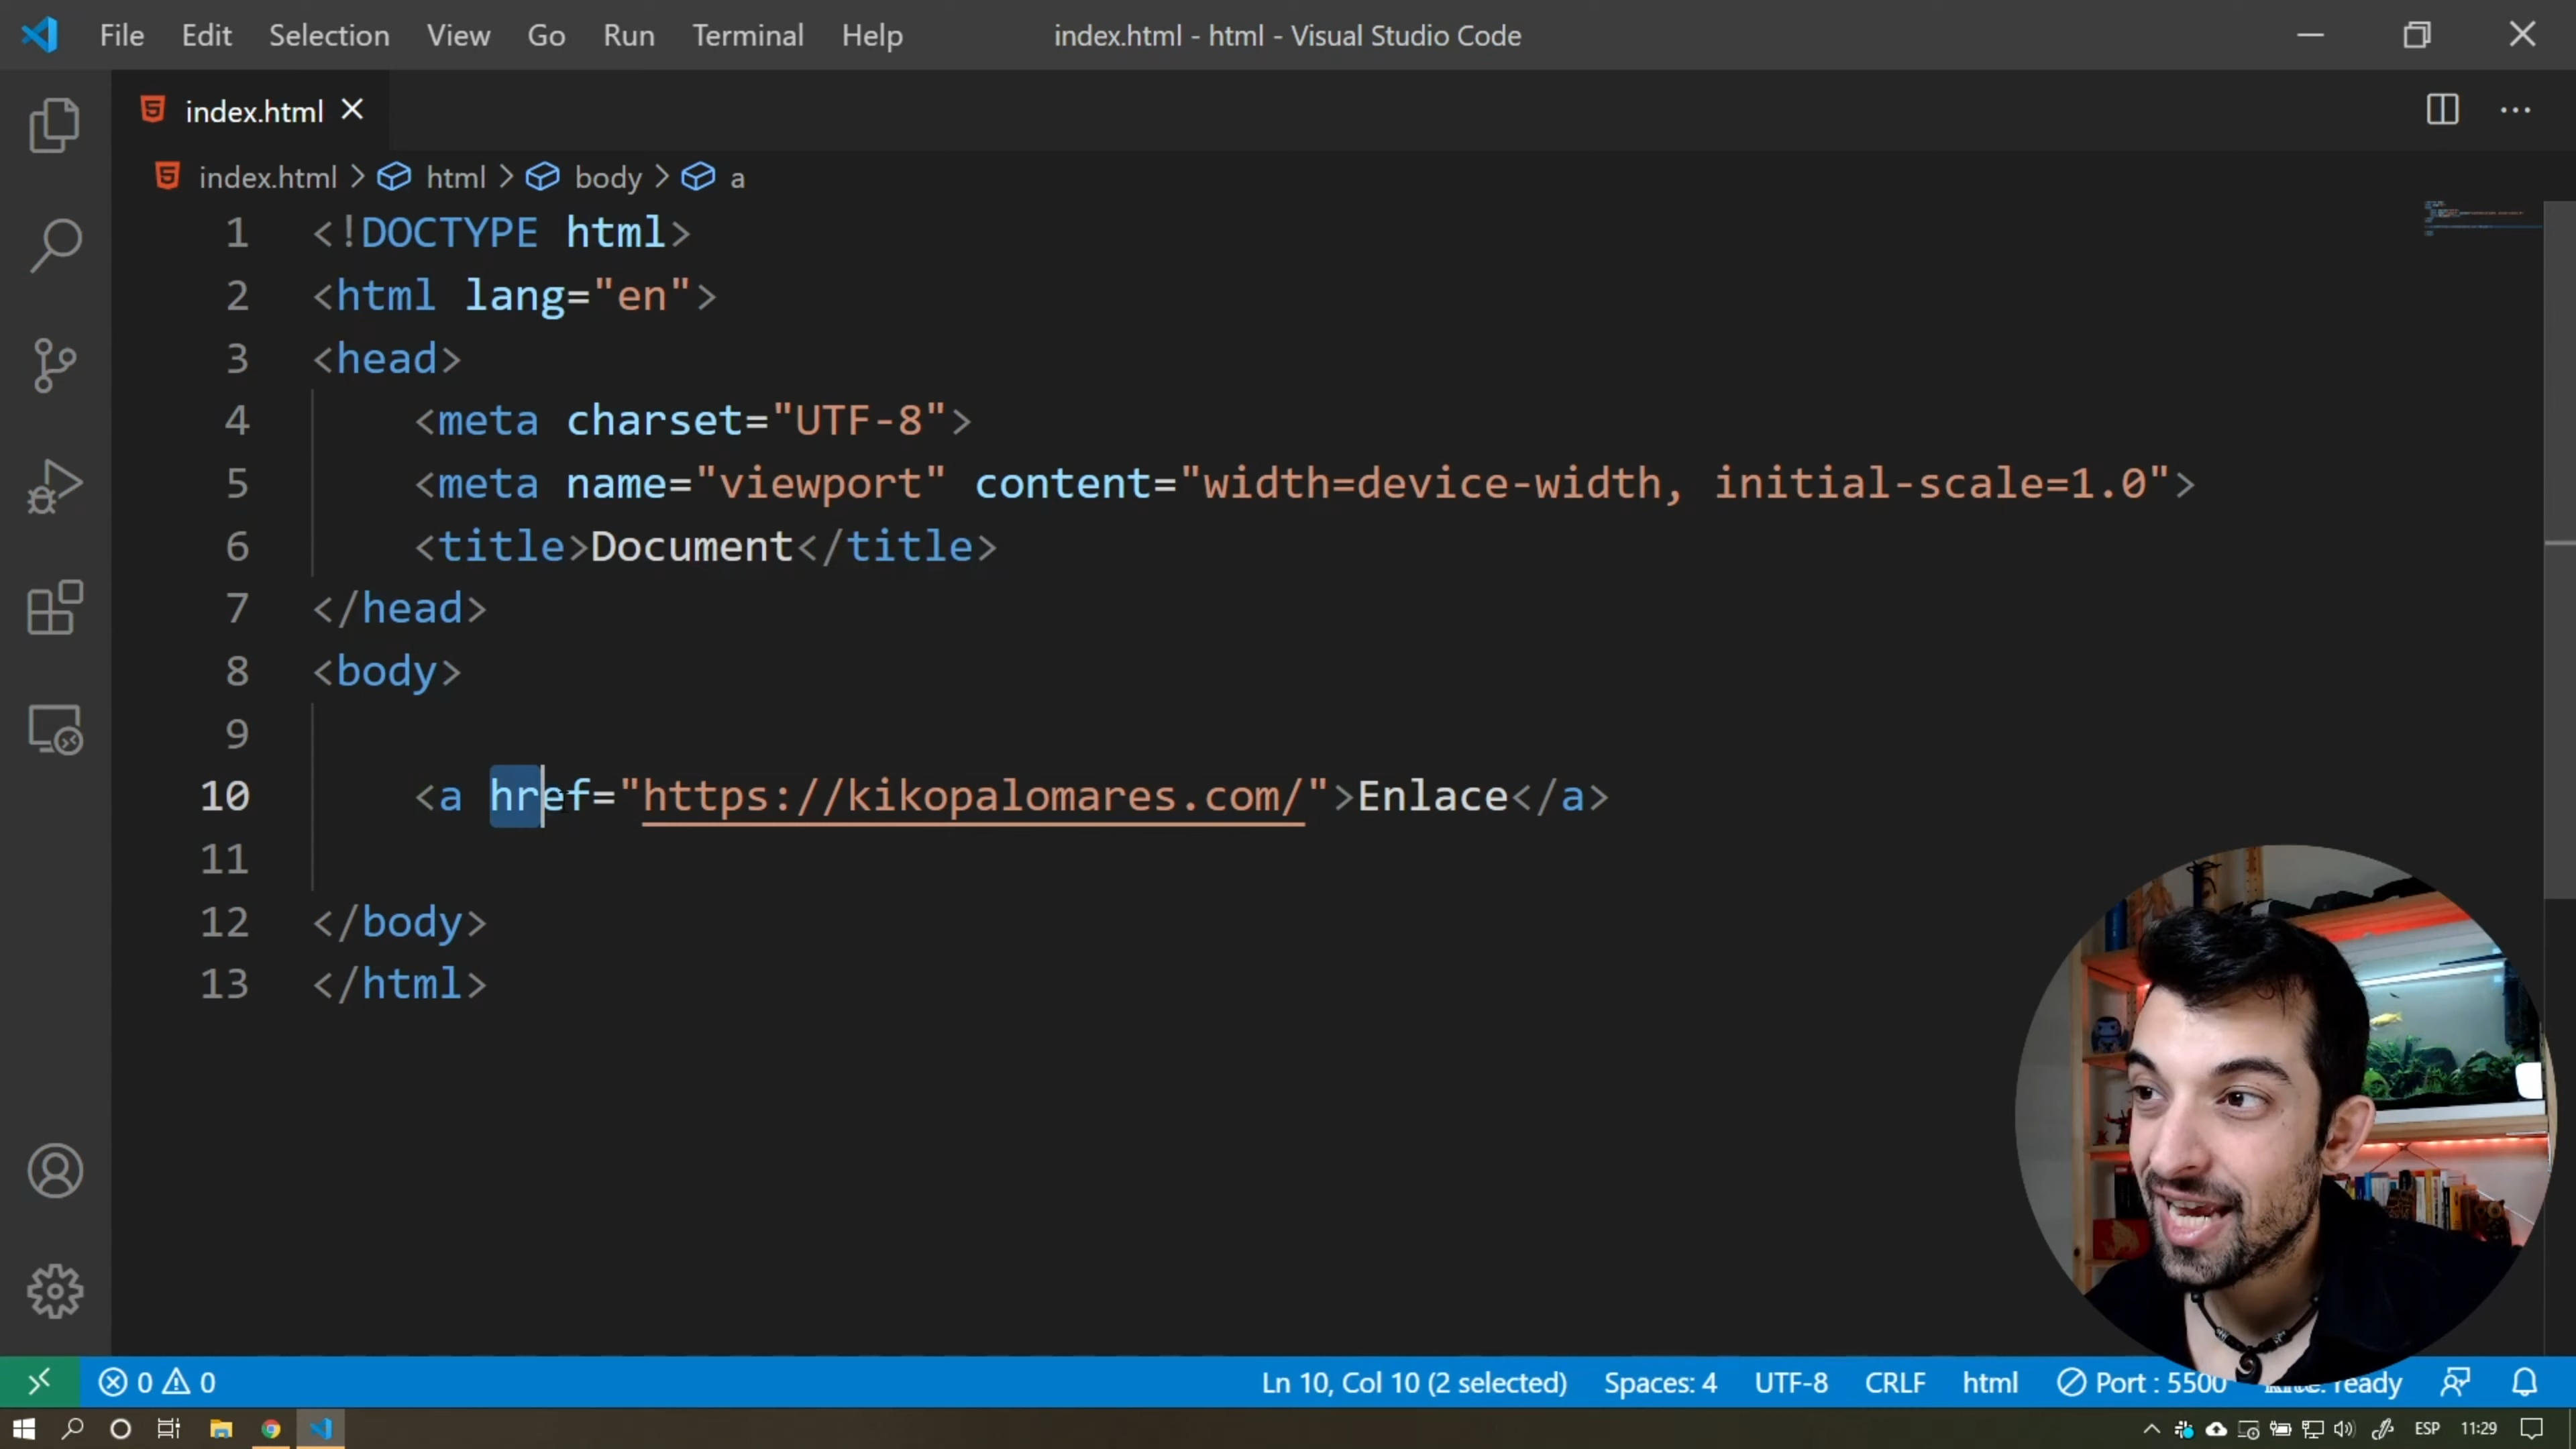 File Edit Selection View Go Run Terminal Help index.html - html - Visual Studio Code
index.html
index.html > html > body > a
1 <!DOCTYPE html>
2 <html lang="en">
3 <head>
4 <meta charset="UTF-8">
5 <meta name="viewport" content="width=device-width, initial-scale=1.0">
6 <title>Document</title>
7 </head>
8 <body>
9
10 <a href="https://kikopalomares.com/">Enlace</a>
11
12 </body>
13 </html>
0 0 Ln 10, Col 10 (2 selected) Spaces: 4 UTF-8 CRLF html Port : 5500 ready
ESP 11:29